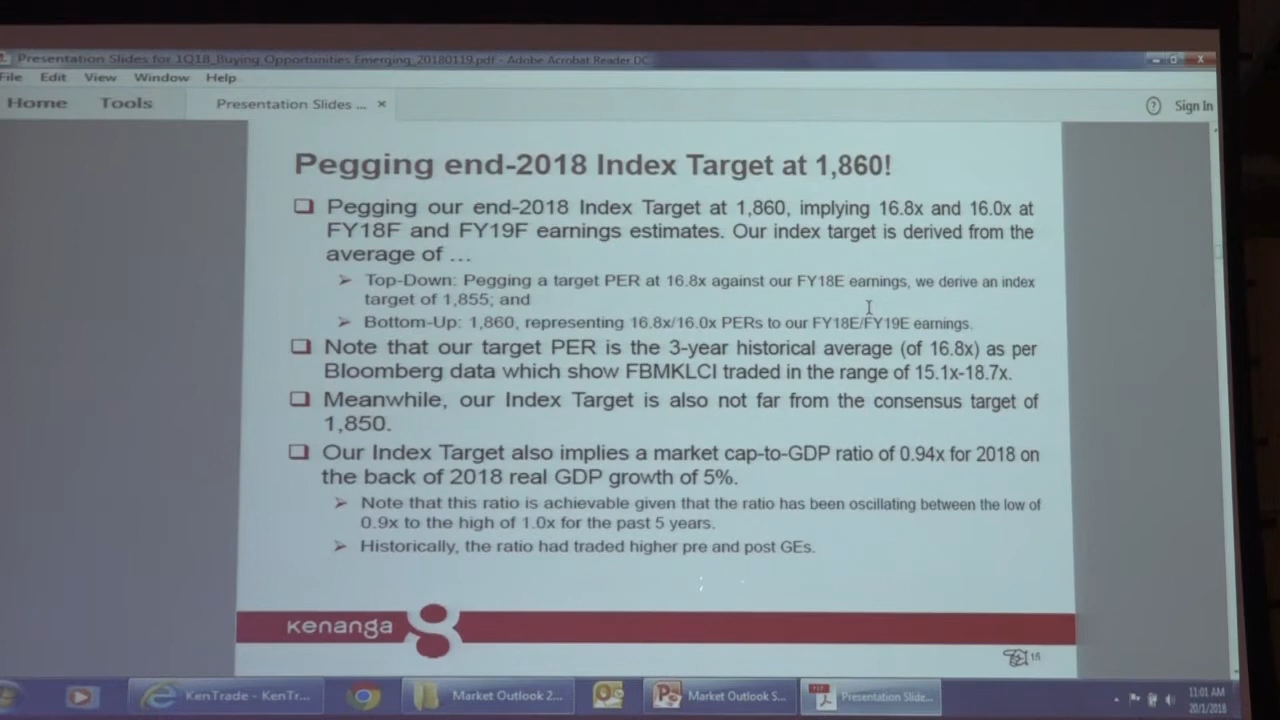 Presentation Slides for 1Q18_Buying Opportunities Emerging_20180119.pdf - Adobe Acrobat Reader DC
File Edit View Window Help
Home Tools Presentation Slides ... × ? Sign In
Pegging end-2018 Index Target at 1,860!
Pegging our end-2018 Index Target at 1,860, implying 16.8x and 16.0x at
FY18F and FY19F earnings estimates. Our index target is derived from the
average of ...
Top-Down: Pegging a target PER at 16.8x against our FY18E earnings, we derive an index
target of 1,855; and
Bottom-Up: 1,860, representing 16.8x/16.0x PERs to our FY18E/FY19E earnings.
Note that our target PER is the 3-year historical average (of 16.8x) as per
Bloomberg data which show FBMKLCI traded in the range of 15.1x-18.7x.
Meanwhile, our Index Target is also not far from the consensus target of
1,850.
Our Index Target also implies a market cap-to-GDP ratio of 0.94x for 2018 on
the back of 2018 real GDP growth of 5%.
Note that this ratio is achievable given that the ratio has been oscillating between the low of
0.9x to the high of 1.0x for the past 5 years.
Historically, the ratio had traded higher pre and post GEs.
kenanga
KenTrade - KenTr... Market Outlook 2... Market Outlook S... Presentation Slide... 11:01 AM
20/1/2018